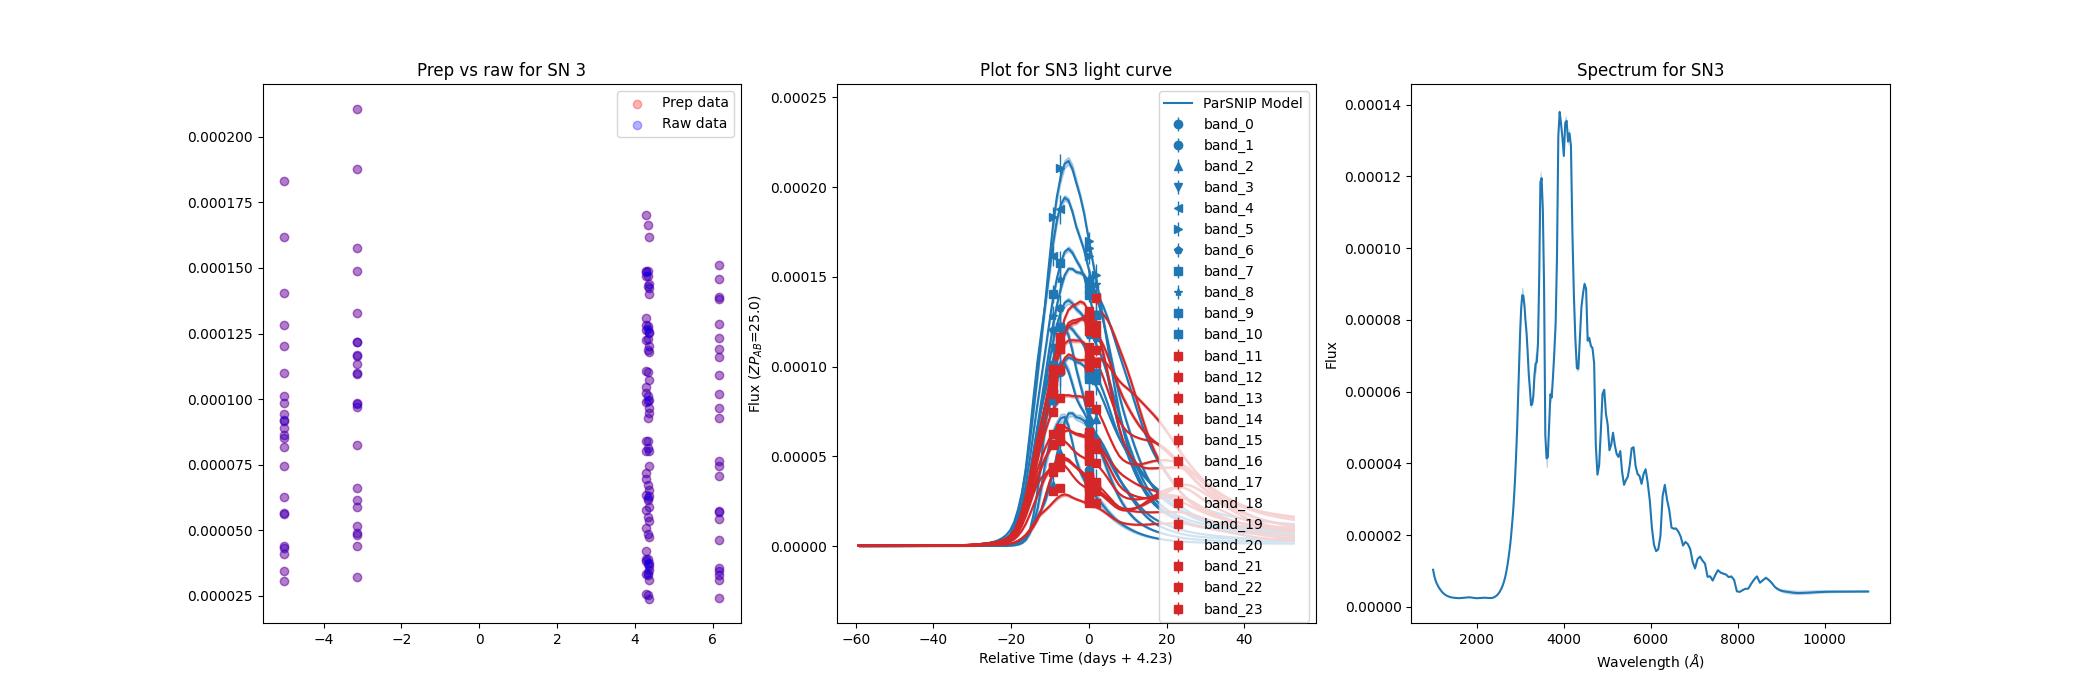 Prep vs raw for SN 3
Prep data
Raw data
0.000200
0.000175
0.000150
0.000125
0.000100
0.000075
0.000050
0.000025
−4
−2
0
2
4
6
Plot for SN3 light curve
Flux (ZP_AB=25.0)
0.00025
0.00020
0.00015
0.00010
0.00005
0.00000
−60
−40
−20
0
20
40
Relative Time (days + 4.23)
ParSNIP Model
band_0
band_1
band_2
band_3
band_4
band_5
band_6
band_7
band_8
band_9
band_10
band_11
band_12
band_13
band_14
band_15
band_16
band_17
band_18
band_19
band_20
band_21
band_22
band_23
Spectrum for SN3
Flux
0.00014
0.00012
0.00010
0.00008
0.00006
0.00004
0.00002
0.00000
2000
4000
6000
8000
10000
Wavelength (Å)